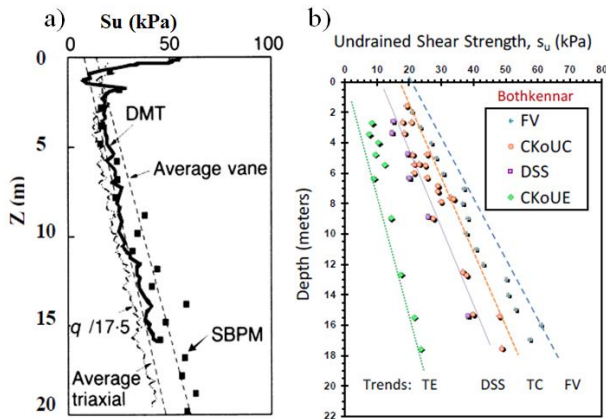 a)
Su (kPa)
0 50 100
0
5
10
15
20
Z (m)
DMT
Average vane
SBPM
q /17·5
Average
triaxial
b)
Undrained Shear Strength, su (kPa)
0 10 20 30 40 50 60 70 80
0
2
4
6
8
10
12
14
16
18
20
22
Depth (meters)
Bothkennar
FV
CKoUC
DSS
CKoUE
Trends: TE DSS TC FV